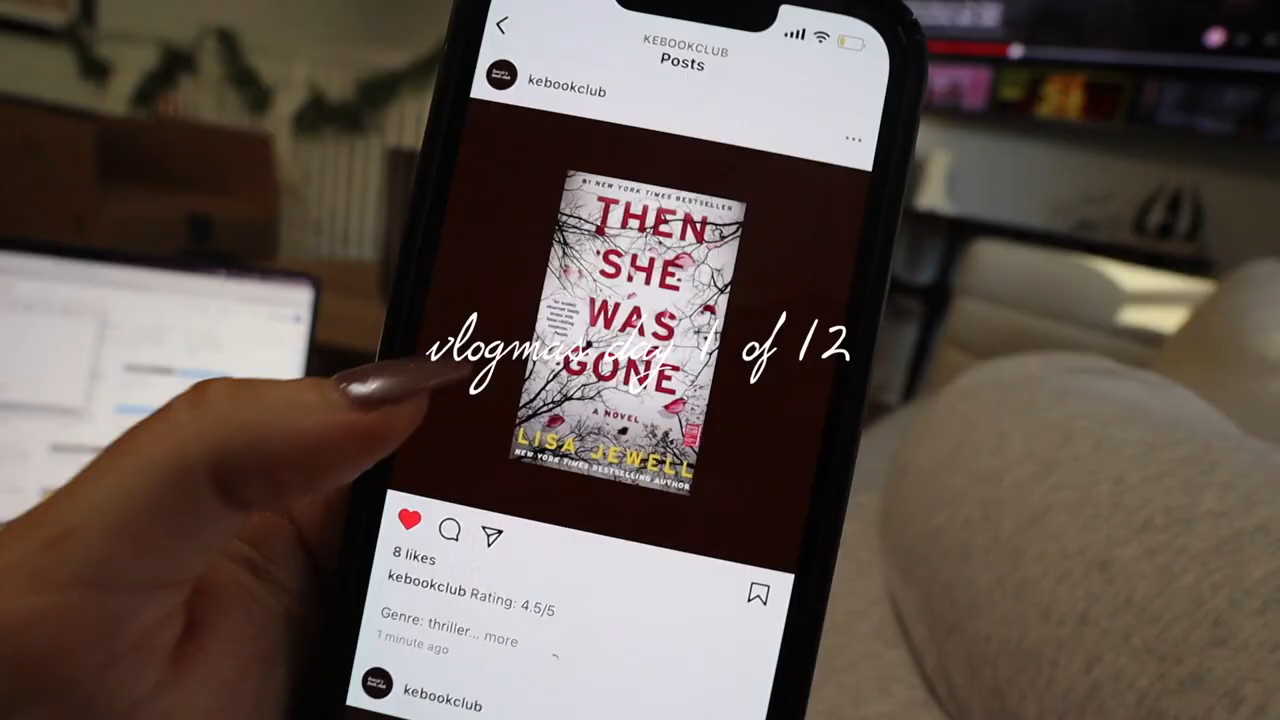 KEBOOKCLUB
Posts
kebookclub
#1 NEW YORK TIMES BESTSELLER
THEN
SHE
WAS
GONE
A NOVEL
LISA JEWELL
NEW YORK TIMES BESTSELLING AUTHOR
vlogmas day 1 of 12
8 likes
kebookclub Rating: 4.5/5
Genre: thriller... more
1 minute ago
kebookclub